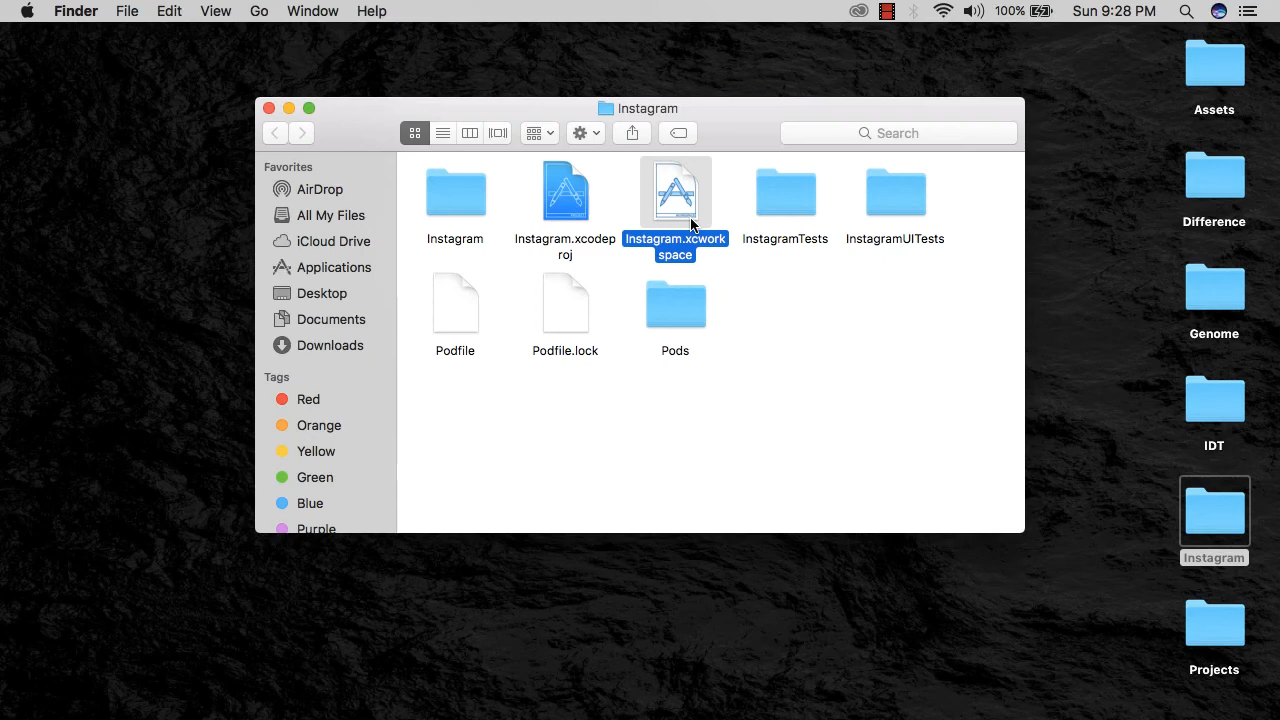 Finder File Edit View Go Window Help 100% Sun 9:28 PM
Instagram
Search
Favorites
AirDrop
All My Files
iCloud Drive
Applications
Desktop
Documents
Downloads
Tags
Red
Orange
Yellow
Green
Blue
Purple
Instagram
Instagram.xcodep
roj
Instagram.xcwork
space
InstagramTests
InstagramUITests
Podfile
Podfile.lock
Pods
Assets
Difference
Genome
IDT
Instagram
Projects